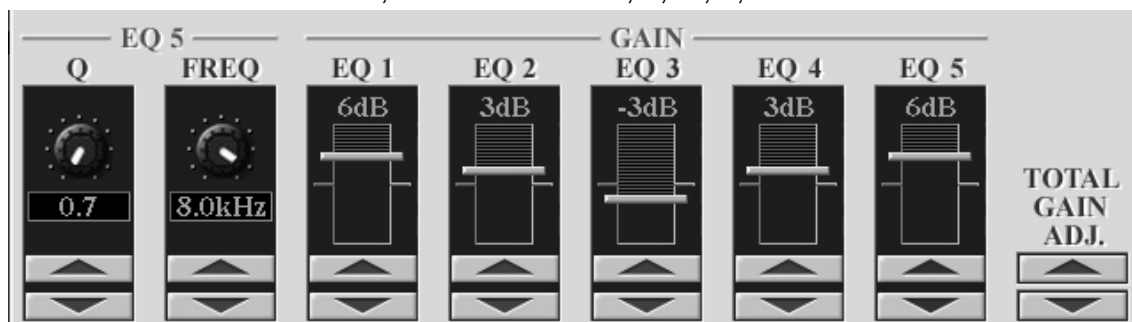 EQ 5 GAIN
Q FREQ EQ 1 EQ 2 EQ 3 EQ 4 EQ 5
6dB 3dB -3dB 3dB 6dB
0.7 8.0kHz
TOTAL
GAIN
ADJ.